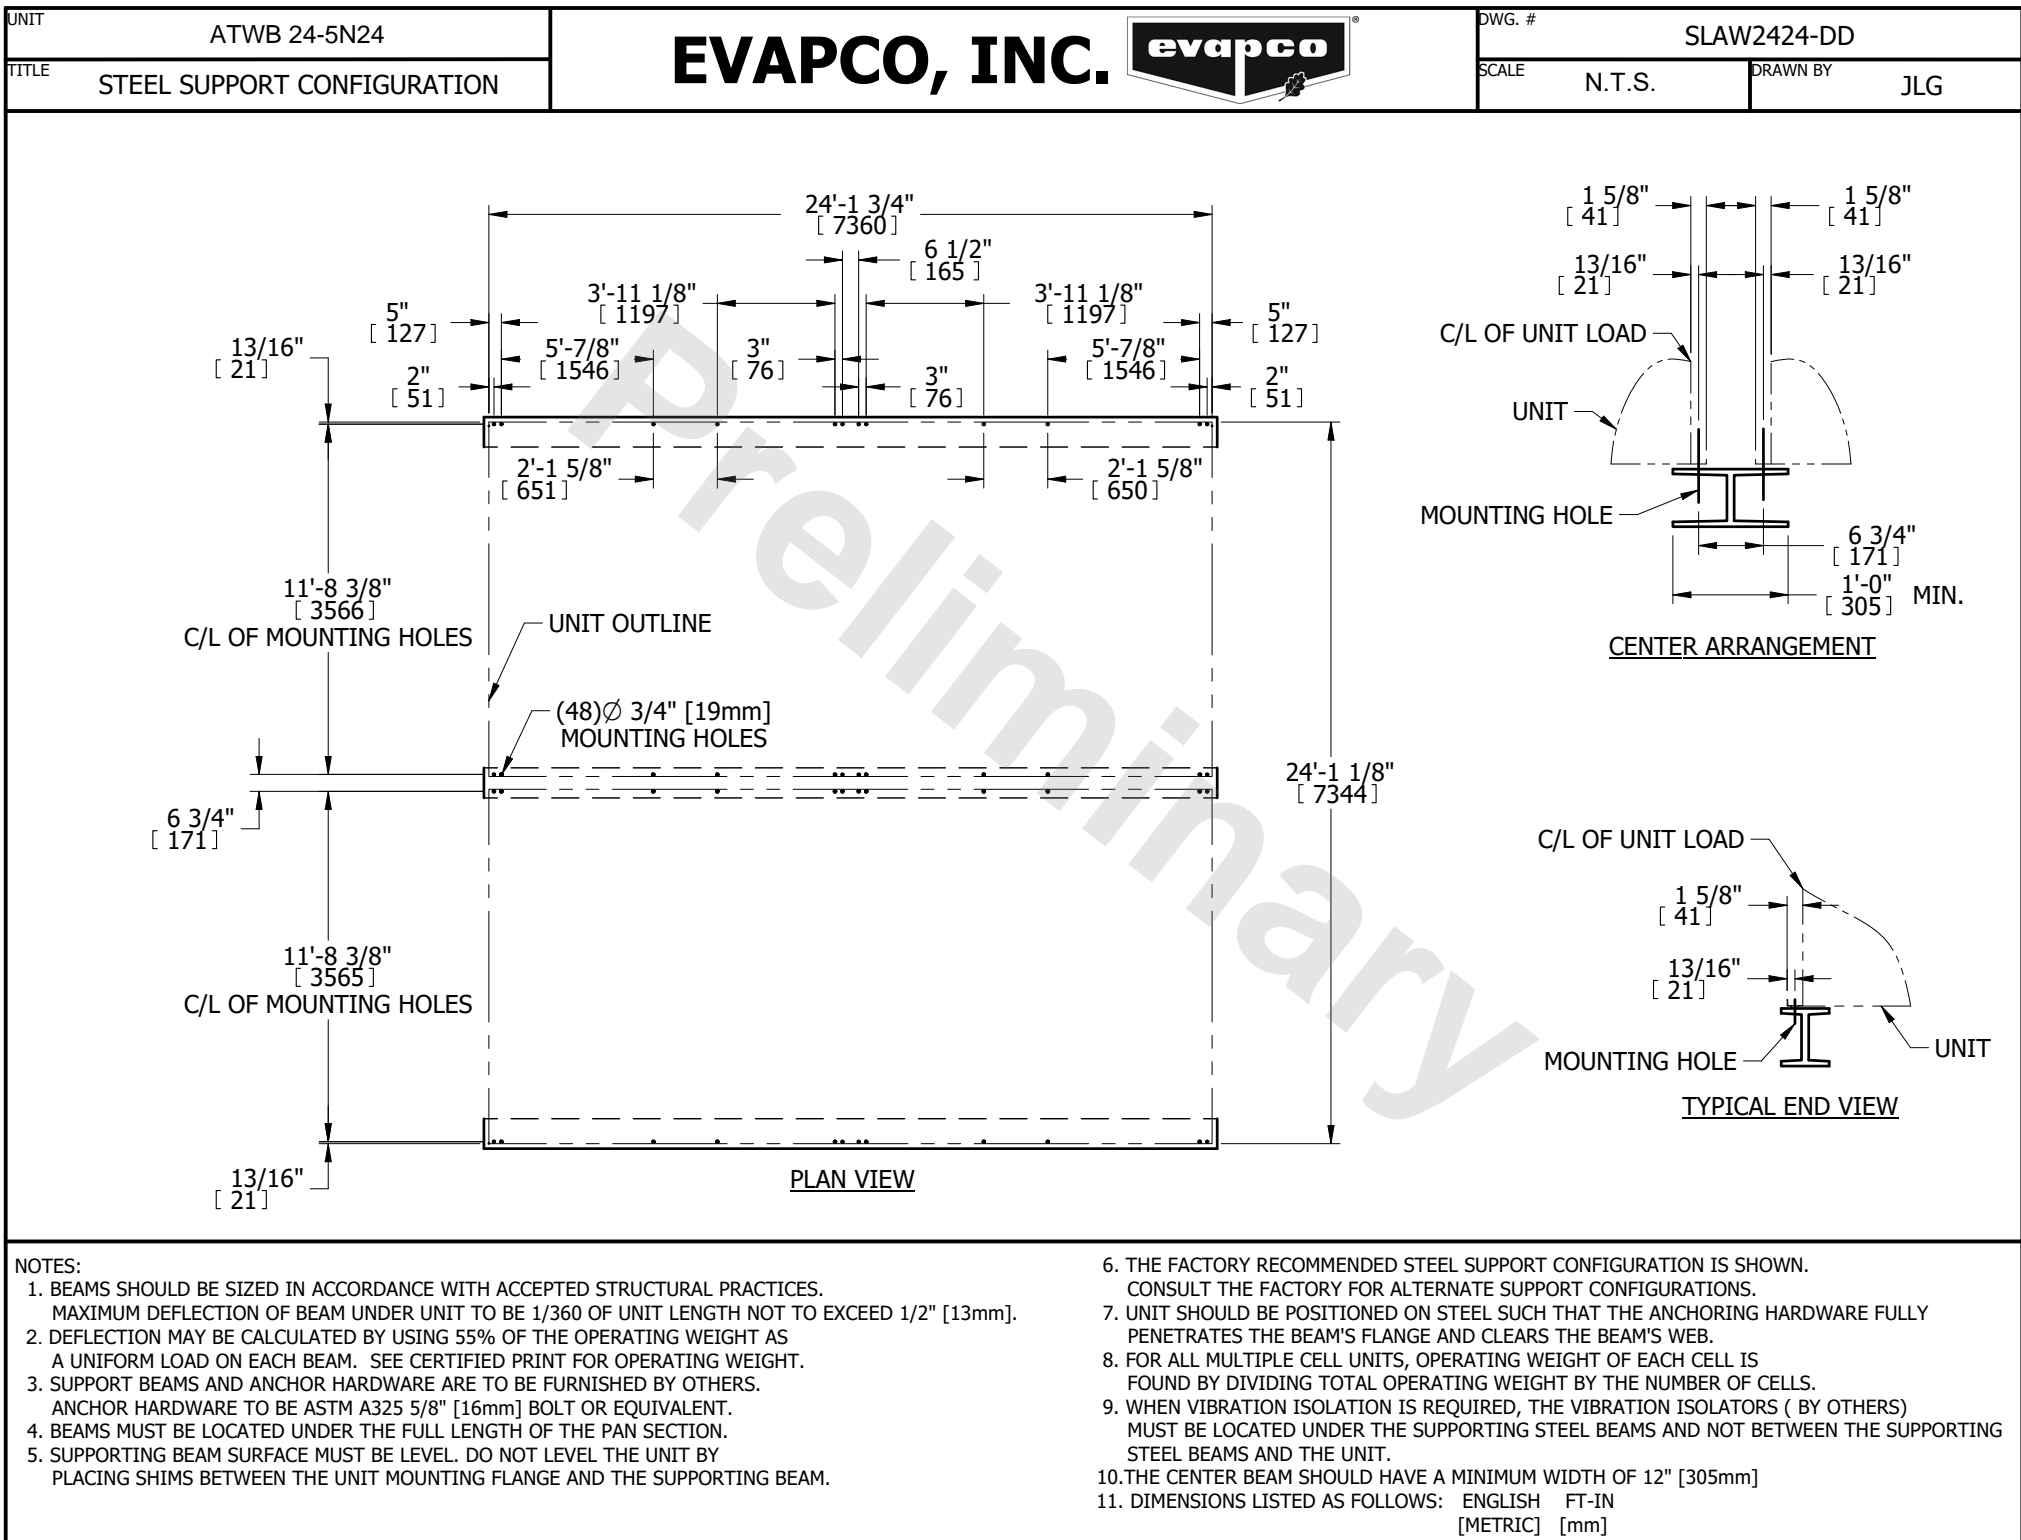 UNIT
ATWB 24-5N24
TITLE
STEEL SUPPORT CONFIGURATION
EVAPCO, INC.
evapco
®
DWG. #
SLAW2424-DD
SCALE
N.T.S.
DRAWN BY
JLG
24'-1 3/4"
[ 7360 ]
6 1/2"
[ 165 ]
3'-11 1/8"
[ 1197 ]
3'-11 1/8"
[ 1197 ]
5"
[ 127 ]
5"
[ 127 ]
13/16"
[ 21 ]
5'-7/8"
[ 1546 ]
3"
[ 76 ]
5'-7/8"
[ 1546 ]
2"
[ 51 ]
3"
[ 76 ]
2"
[ 51 ]
2'-1 5/8"
[ 651 ]
2'-1 5/8"
[ 650 ]
11'-8 3/8"
[ 3566 ]
C/L OF MOUNTING HOLES
UNIT OUTLINE
(48)Ø 3/4" [19mm]
MOUNTING HOLES
6 3/4"
[ 171 ]
24'-1 1/8"
[ 7344 ]
11'-8 3/8"
[ 3565 ]
C/L OF MOUNTING HOLES
13/16"
[ 21 ]
PLAN VIEW
Preliminary
1 5/8"
[ 41 ]
1 5/8"
[ 41 ]
13/16"
[ 21 ]
13/16"
[ 21 ]
C/L OF UNIT LOAD
UNIT
MOUNTING HOLE
6 3/4"
[ 171 ]
1'-0"
[ 305 ] MIN.
CENTER ARRANGEMENT
C/L OF UNIT LOAD
1 5/8"
[ 41 ]
13/16"
[ 21 ]
MOUNTING HOLE
UNIT
TYPICAL END VIEW
NOTES:
1. BEAMS SHOULD BE SIZED IN ACCORDANCE WITH ACCEPTED STRUCTURAL PRACTICES.
MAXIMUM DEFLECTION OF BEAM UNDER UNIT TO BE 1/360 OF UNIT LENGTH NOT TO EXCEED 1/2" [13mm].
2. DEFLECTION MAY BE CALCULATED BY USING 55% OF THE OPERATING WEIGHT AS
A UNIFORM LOAD ON EACH BEAM. SEE CERTIFIED PRINT FOR OPERATING WEIGHT.
3. SUPPORT BEAMS AND ANCHOR HARDWARE ARE TO BE FURNISHED BY OTHERS.
ANCHOR HARDWARE TO BE ASTM A325 5/8" [16mm] BOLT OR EQUIVALENT.
4. BEAMS MUST BE LOCATED UNDER THE FULL LENGTH OF THE PAN SECTION.
5. SUPPORTING BEAM SURFACE MUST BE LEVEL. DO NOT LEVEL THE UNIT BY
PLACING SHIMS BETWEEN THE UNIT MOUNTING FLANGE AND THE SUPPORTING BEAM.
6. THE FACTORY RECOMMENDED STEEL SUPPORT CONFIGURATION IS SHOWN.
CONSULT THE FACTORY FOR ALTERNATE SUPPORT CONFIGURATIONS.
7. UNIT SHOULD BE POSITIONED ON STEEL SUCH THAT THE ANCHORING HARDWARE FULLY
PENETRATES THE BEAM'S FLANGE AND CLEARS THE BEAM'S WEB.
8. FOR ALL MULTIPLE CELL UNITS, OPERATING WEIGHT OF EACH CELL IS
FOUND BY DIVIDING TOTAL OPERATING WEIGHT BY THE NUMBER OF CELLS.
9. WHEN VIBRATION ISOLATION IS REQUIRED, THE VIBRATION ISOLATORS ( BY OTHERS)
MUST BE LOCATED UNDER THE SUPPORTING STEEL BEAMS AND NOT BETWEEN THE SUPPORTING
STEEL BEAMS AND THE UNIT.
10.THE CENTER BEAM SHOULD HAVE A MINIMUM WIDTH OF 12" [305mm]
11. DIMENSIONS LISTED AS FOLLOWS: ENGLISH FT-IN
[METRIC] [mm]